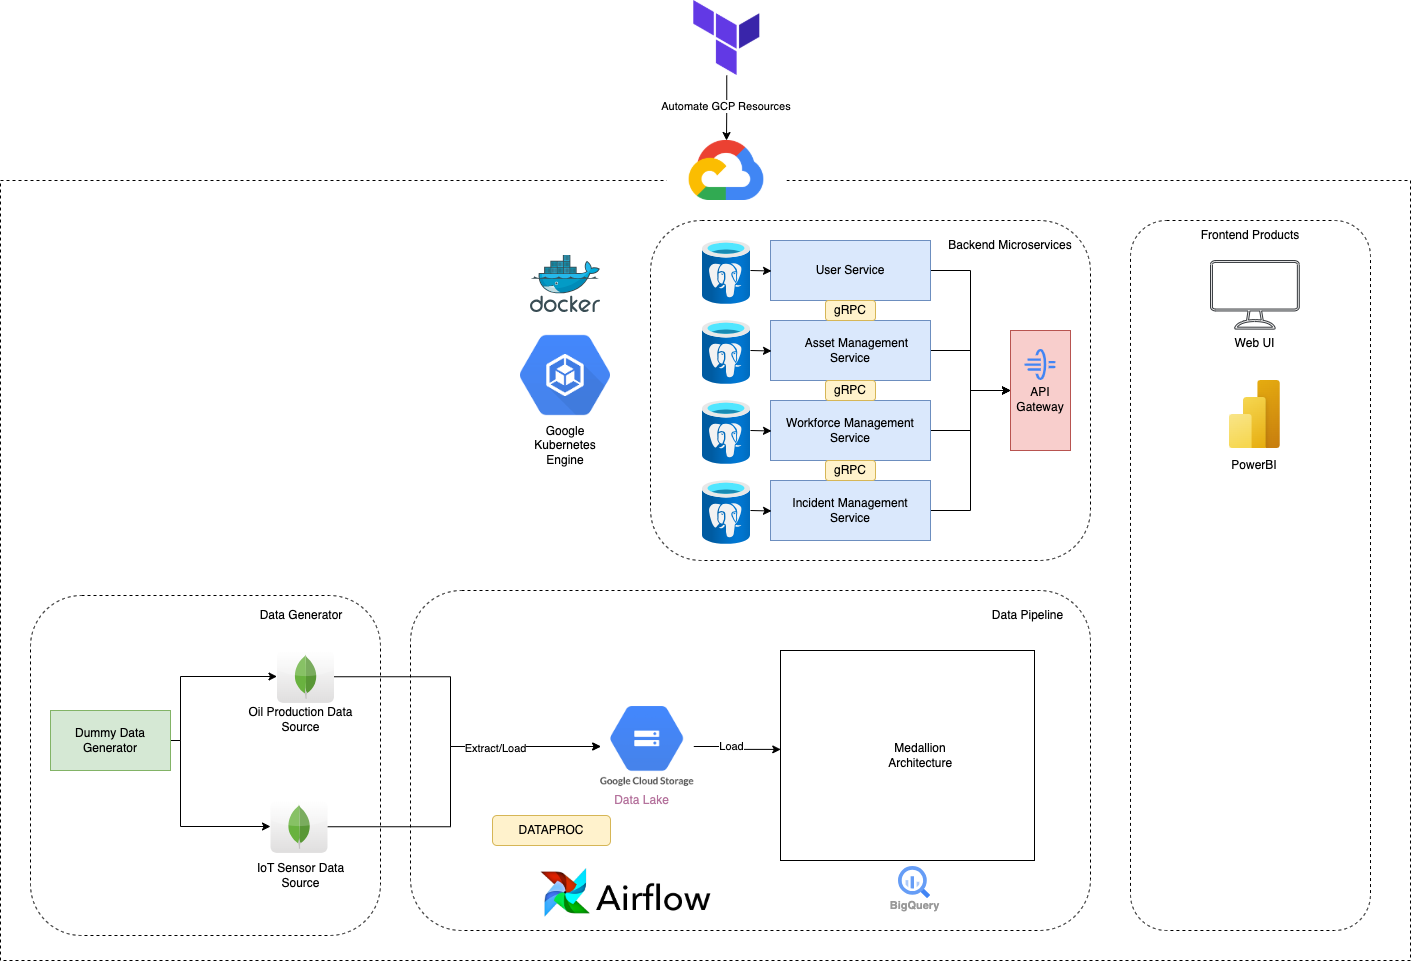 Automate GCP Resources
Backend Microservices
User Service
gRPC
Asset Management
Service
gRPC
Workforce Management
Service
gRPC
Incident Management
Service
API
Gateway
docker
Google
Kubernetes
Engine
Frontend Products
Web UI
PowerBI
Data Generator
Dummy Data
Generator
Oil Production Data
Source
IoT Sensor Data
Source
Data Pipeline
Extract/Load
Google Cloud Storage
Data Lake
Load
Medallion
Architecture
DATAPROC
Airflow
BigQuery